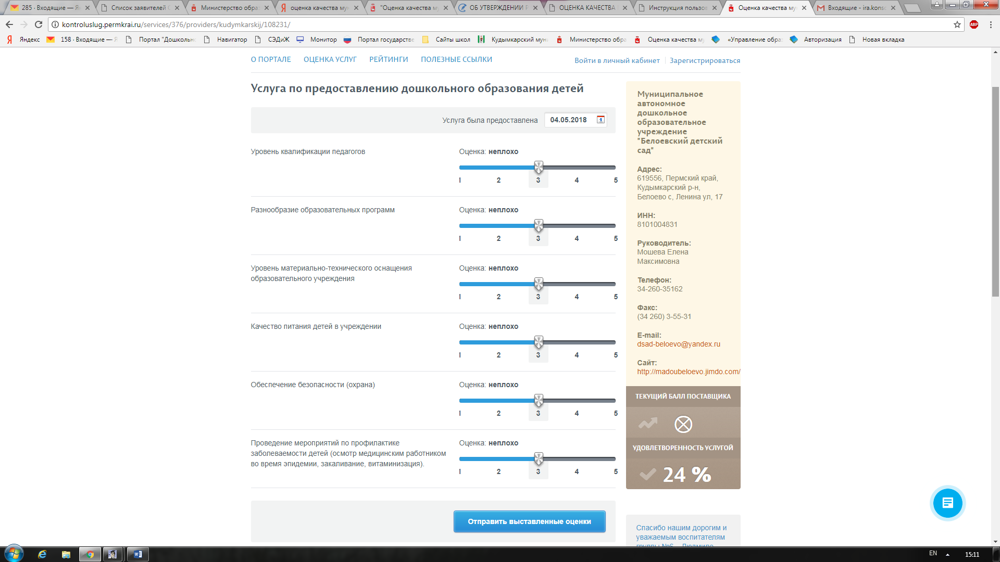 285 · Входящие — Я
Список заявителей С
Министерство обра
оценка качества мун
"Оценка качества м
ОБ УТВЕРЖДЕНИИ Р
ОЦЕНКА КАЧЕСТВА
Инструкция пользо
Оценка качества му
Входящие - ira.konsc
kontroluslug.permkrai.ru/services/376/providers/kudymkarskij/108231/
ABP
Яндекс
158 · Входящие — Я
Портал "Дошкольн
Навигатор
СЭДиЖ
Монитор
Портал государстве
Сайты школ
Кудымкарский мун
Министерство обра
Оценка качества му
«Управление обра
Авторизация
Новая вкладка
О ПОРТАЛЕ ОЦЕНКА УСЛУГ РЕЙТИНГИ ПОЛЕЗНЫЕ ССЫЛКИ
Войти в личный кабинет Зарегистрироваться
Услуга по предоставлению дошкольного образования детей
Услуга была предоставлена 04.05.2018
Уровень квалификации педагогов
Оценка: неплохо
1 2 3 4 5
Разнообразие образовательных программ
Оценка: неплохо
1 2 3 4 5
Уровень материально-технического оснащения
образовательного учреждения
Оценка: неплохо
1 2 3 4 5
Качество питания детей в учреждении
Оценка: неплохо
1 2 3 4 5
Обеспечение безопасности (охрана)
Оценка: неплохо
1 2 3 4 5
Проведение мероприятий по профилактике
заболеваемости детей (осмотр медицинским работником
во время эпидемии, закаливание, витаминизация).
Оценка: неплохо
1 2 3 4 5
Отправить выставленные оценки
Муниципальное
автономное
дошкольное
образовательное
учреждение
"Белоевский детский
сад"
Адрес:
619556, Пермский край,
Кудымкарский р-н,
Белоево с, Ленина ул, 17
ИНН:
8101004831
Руководитель:
Мошева Елена
Максимовна
Телефон:
34-260-35162
Факс:
(34 260) 3-55-31
E-mail:
dsad-beloevo@yandex.ru
Сайт:
http://madoubeloevo.jimdo.com/
ТЕКУЩИЙ БАЛЛ ПОСТАВЩИКА
УДОВЛЕТВОРЕННОСТЬ УСЛУГОЙ
24 %
Спасибо нашим дорогим и
уважаемым воспитателям
группы №6 - Людмиле
EN
15:11